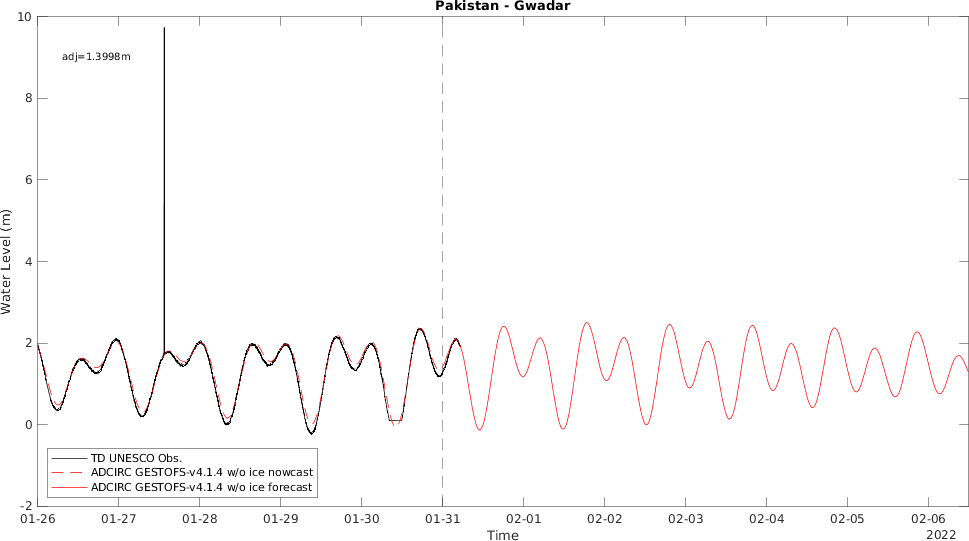 Pakistan - Gwadar
adj=1.3998m
10
8
6
4
2
0
-2
Water Level (m)
TD UNESCO Obs.
ADCIRC GESTOFS-v4.1.4 w/o ice nowcast
ADCIRC GESTOFS-v4.1.4 w/o ice forecast
01-26 01-27 01-28 01-29 01-30 01-31 02-01 02-02 02-03 02-04 02-05 02-06
Time
2022